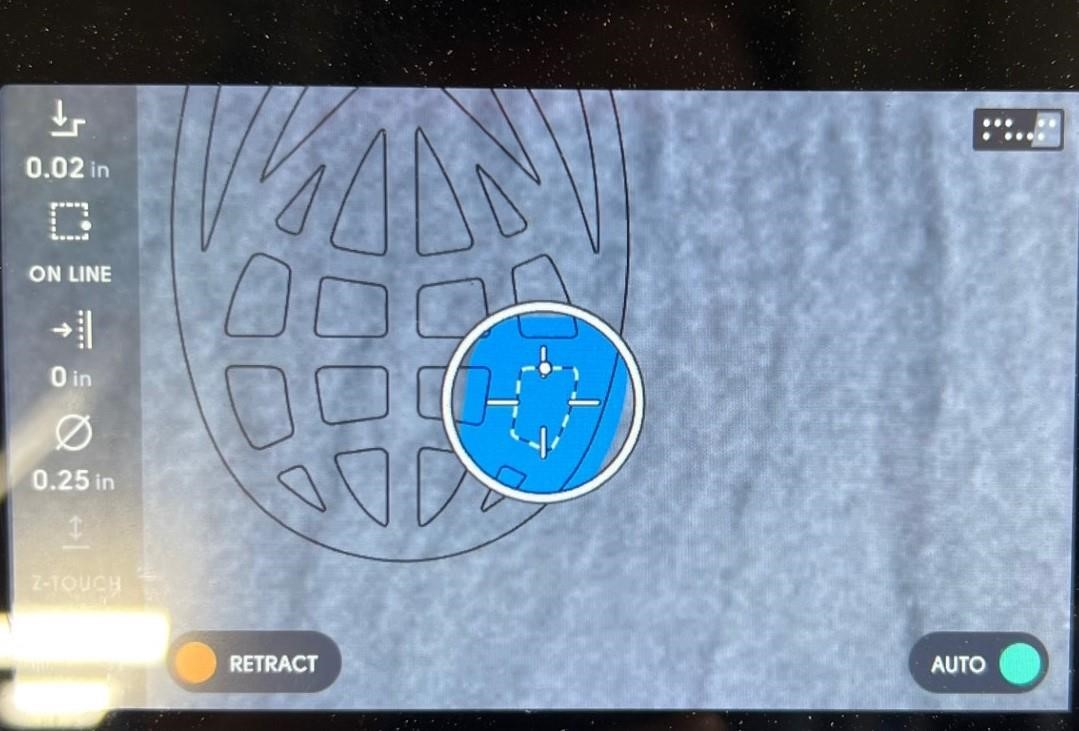 0.02 in
ON LINE
0 in
0.25 in
Z-TOUCH
RETRACT
AUTO